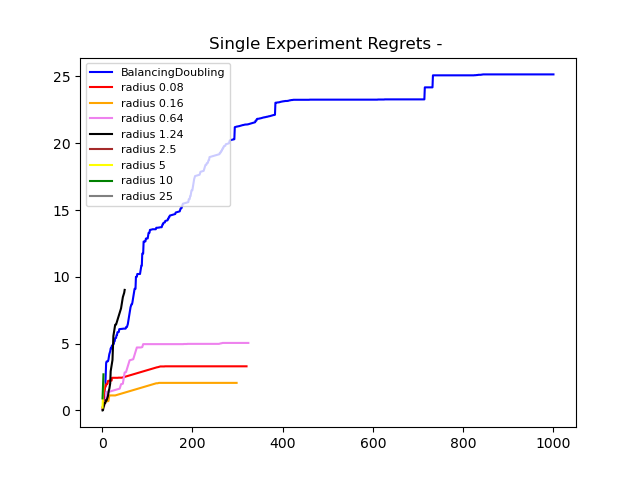 Single Experiment Regrets -
BalancingDoubling
radius 0.08
radius 0.16
radius 0.64
radius 1.24
radius 2.5
radius 5
radius 10
radius 25
25
20
15
10
5
0
0 200 400 600 800 1000